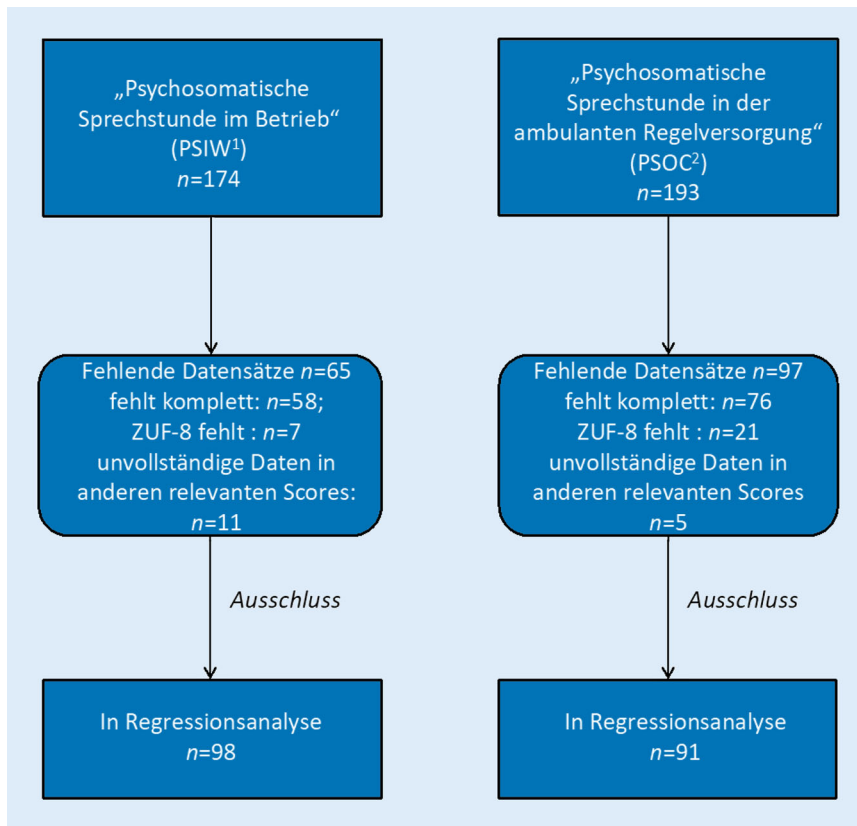 „Psychosomatische
Sprechstunde im Betrieb“
(PSIW¹)
n=174
Fehlende Datensätze n=65
fehlt komplett: n=58;
ZUF-8 fehlt : n=7
unvollständige Daten in
anderen relevanten Scores:
n=11
Ausschluss
In Regressionsanalyse
n=98
„Psychosomatische
Sprechstunde in der
ambulanten Regelversorgung“
(PSOC²)
n=193
Fehlende Datensätze n=97
fehlt komplett: n=76
ZUF-8 fehlt : n=21
unvollständige Daten in
anderen relevanten Scores
n=5
Ausschluss
In Regressionsanalyse
n=91